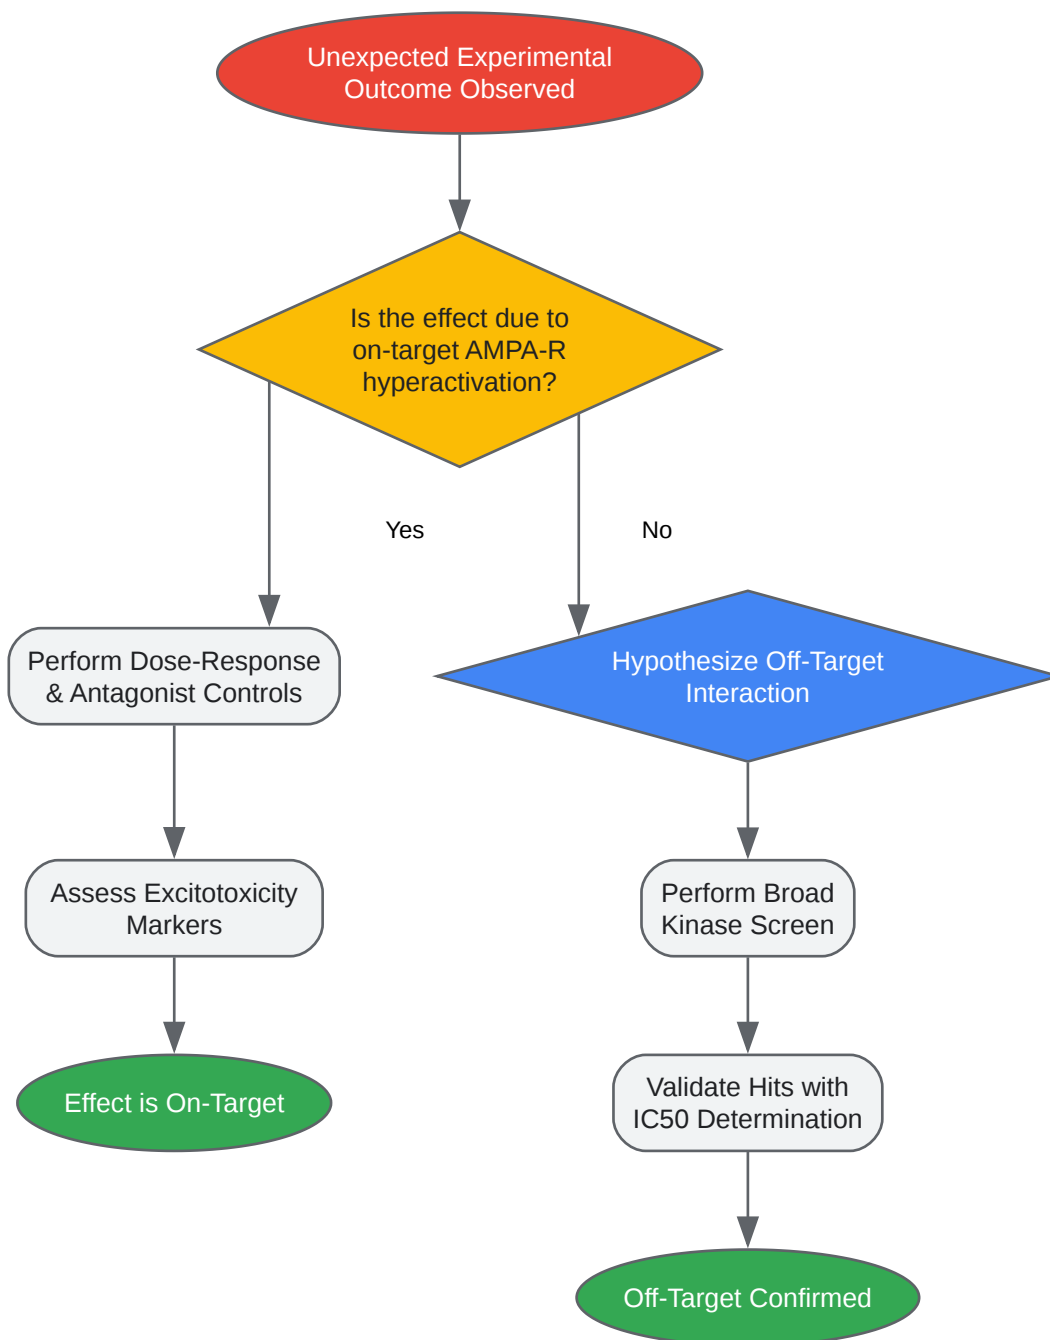 Unexpected Experimental
Outcome Observed
Is the effect due to
on-target AMPA-R
hyperactivation?
Yes
No
Perform Dose-Response
& Antagonist Controls
Hypothesize Off-Target
Interaction
Assess Excitotoxicity
Markers
Perform Broad
Kinase Screen
Effect is On-Target
Validate Hits with
IC50 Determination
Off-Target Confirmed